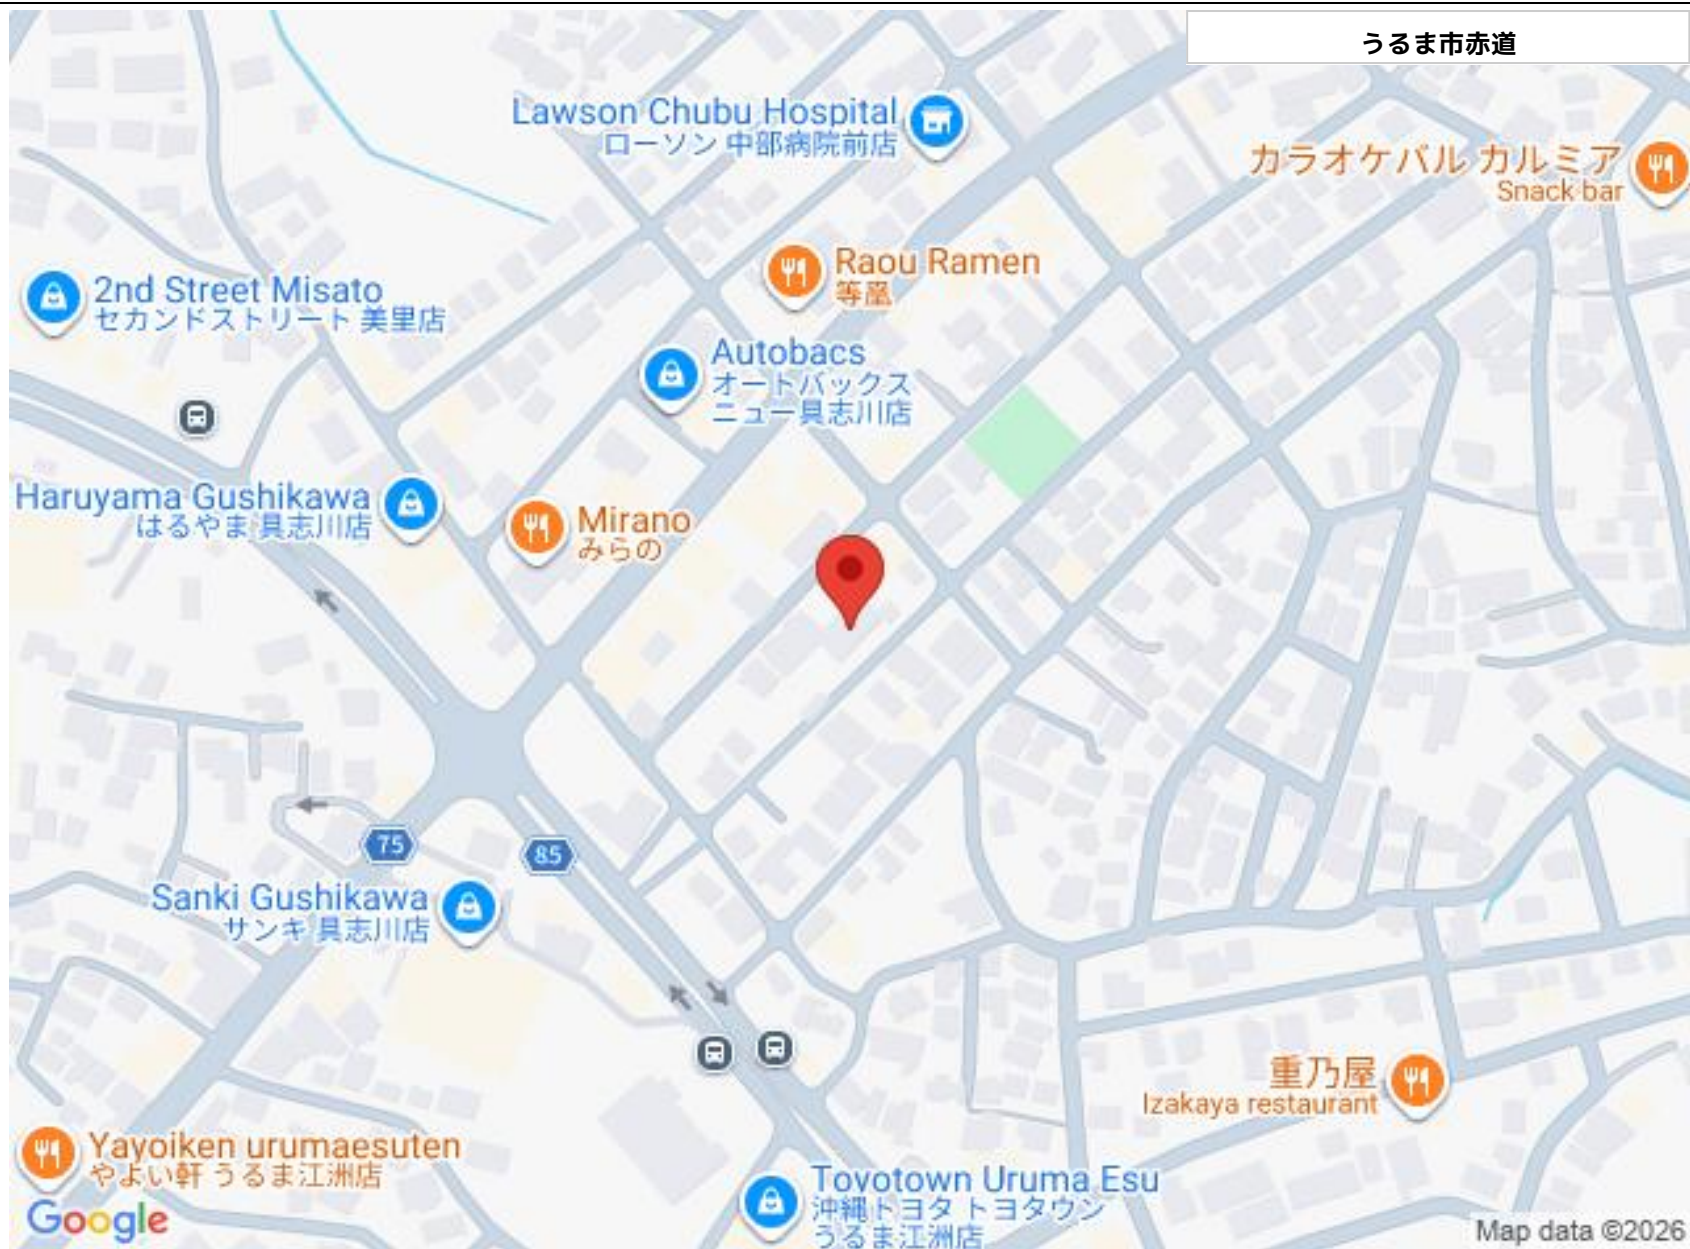 うるま市赤道
Lawson Chubu Hospital
ローソン 中部病院前店
カラオケバル カルミア
Snack bar
Raou Ramen
等凰
2nd Street Misato
セカンドストリート 美里店
Autobacs
オートバックス
ニュー具志川店
Haruyama Gushikawa
はるやま 具志川店
Mirano
みらの
75
85
Sanki Gushikawa
サンキ 具志川店
重乃屋
Izakaya restaurant
Yayoiken urumaesuten
やよい軒 うるま江洲店
Toyotown Uruma Esu
沖縄トヨタ トヨタウン
うるま江洲店
Google
Map data ©2026